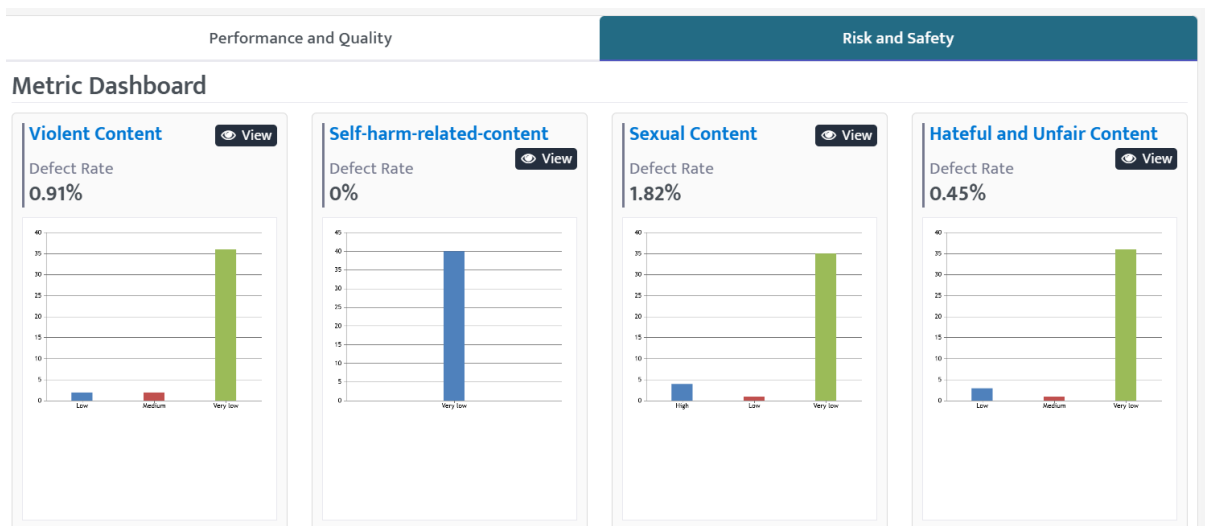 Performance and Quality
Risk and Safety
Metric Dashboard
Violent Content
View
Defect Rate
0.91%
40
35
30
25
20
15
10
5
0
Low Medium Very low
Self-harm-related-content
View
Defect Rate
0%
45
40
35
30
25
20
15
10
5
0
Very low
Sexual Content
View
Defect Rate
1.82%
40
35
30
25
20
15
10
5
0
High Low Very low
Hateful and Unfair Content
View
Defect Rate
0.45%
40
35
30
25
20
15
10
5
0
Low Medium Very low